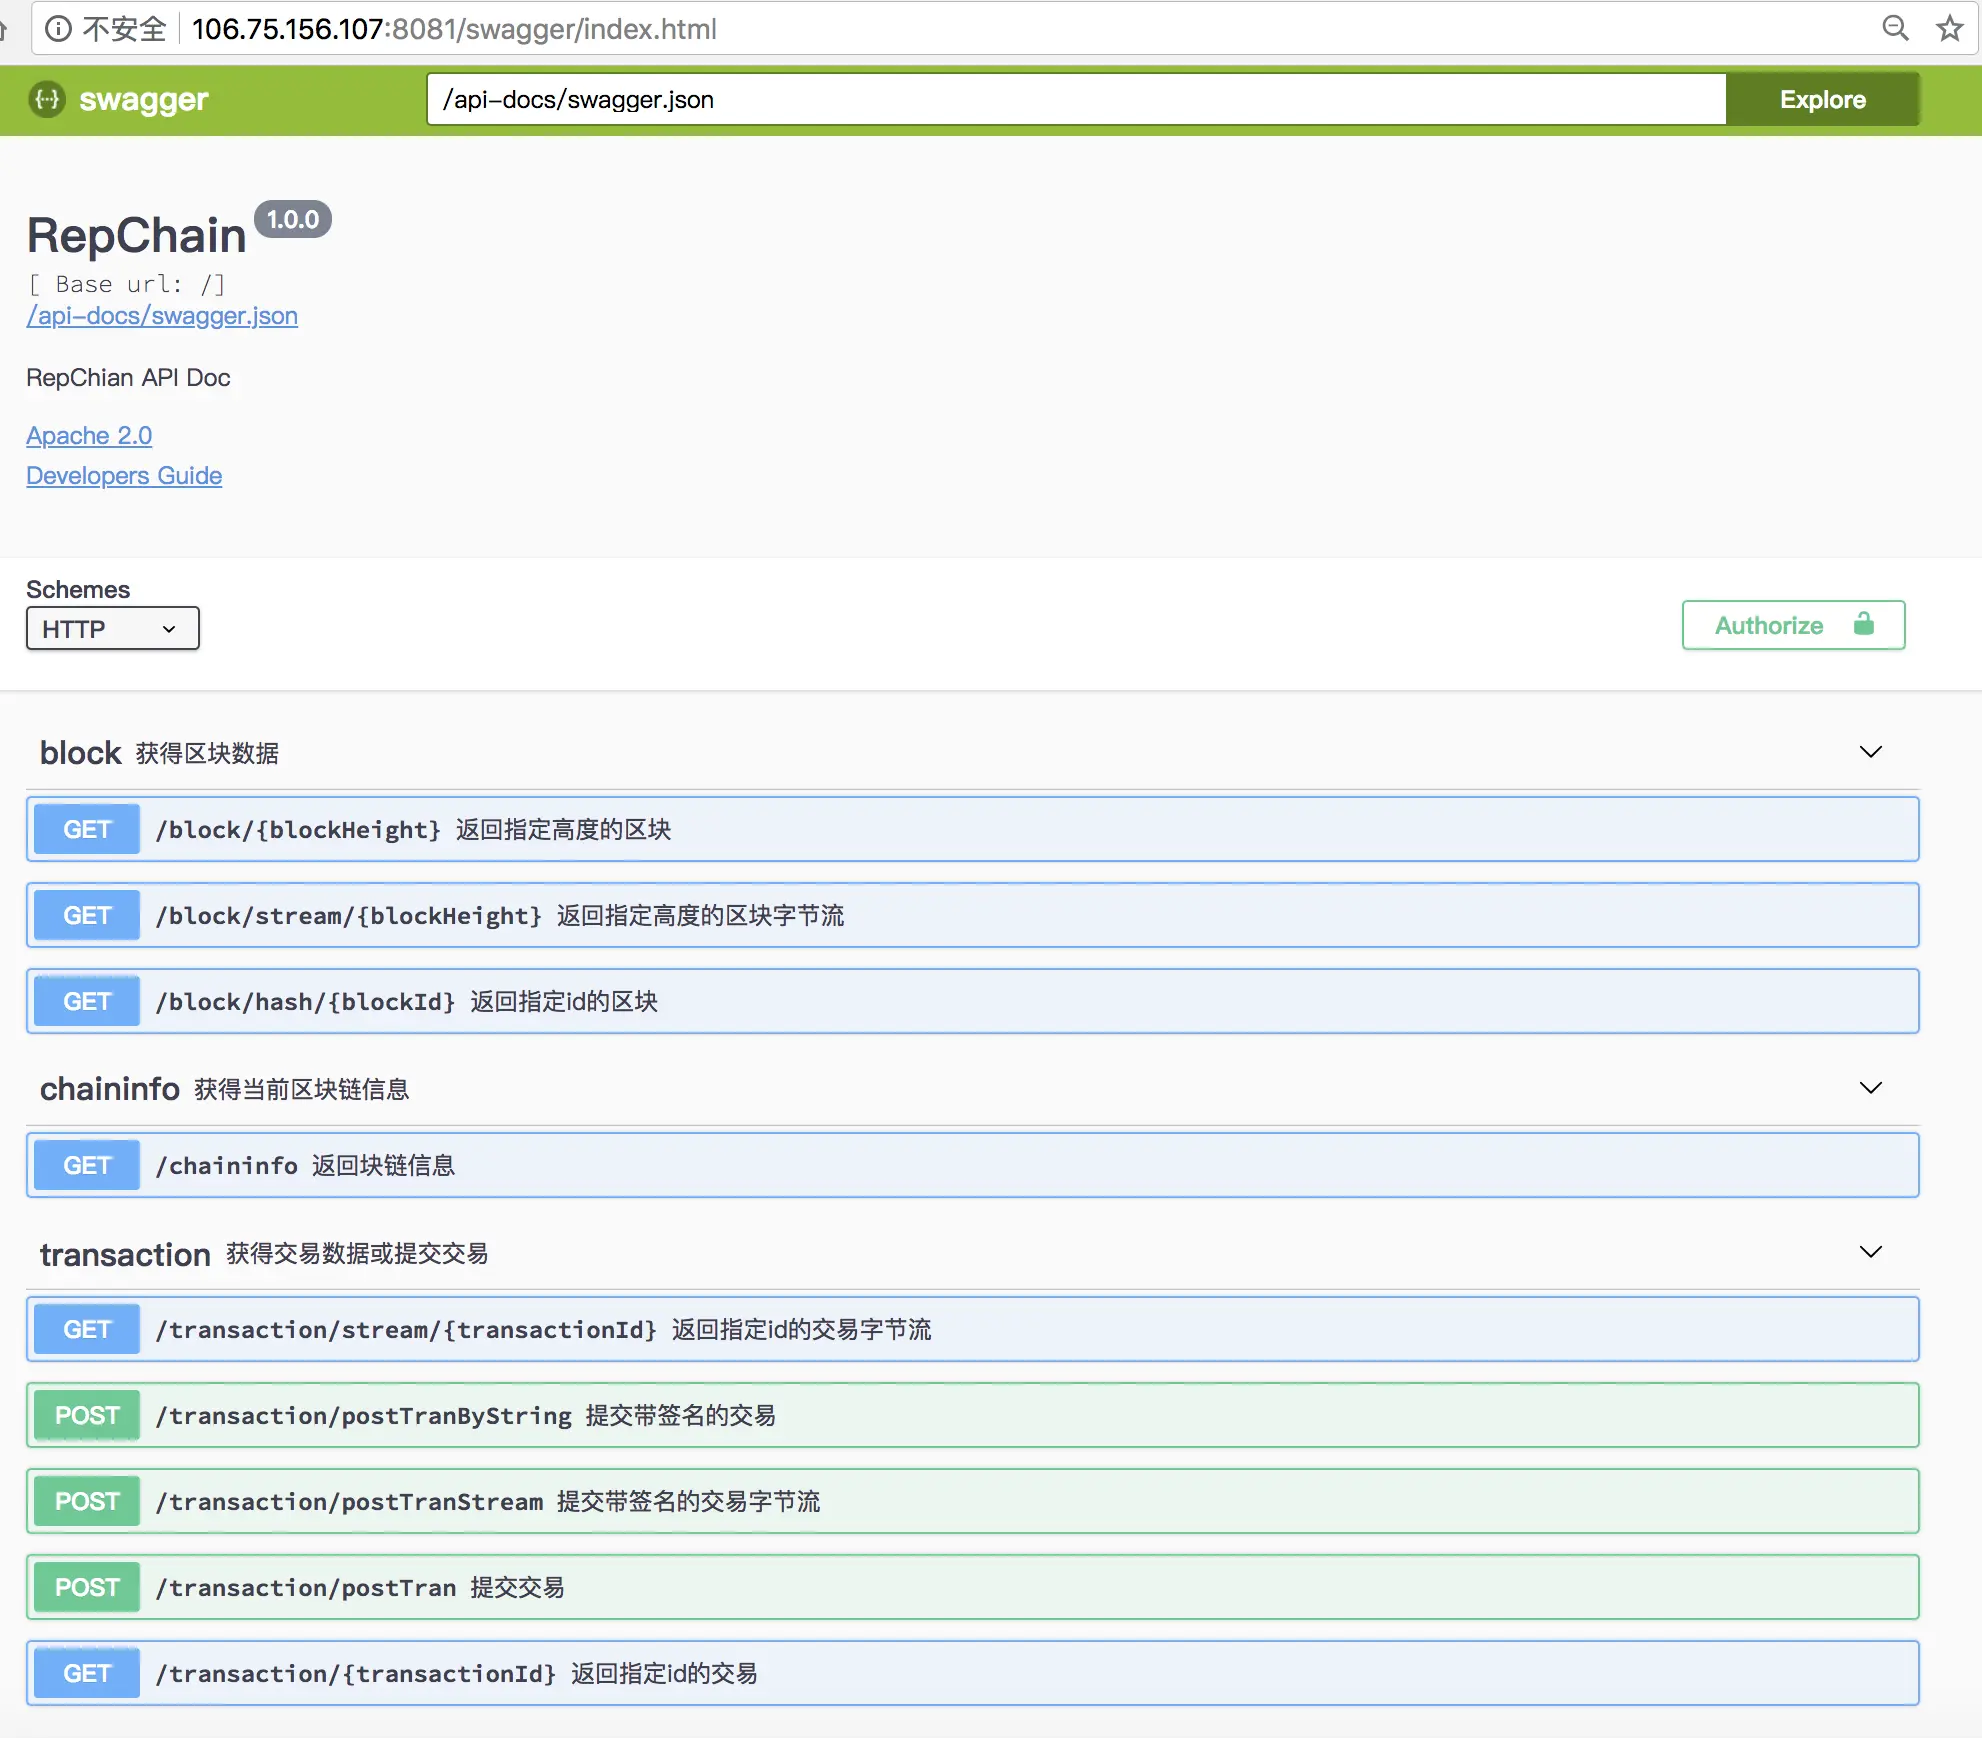 不安全 106.75.156.107:8081/swagger/index.html
{··} swagger /api-docs/swagger.json Explore
RepChain 1.0.0
[ Base url: /]
/api-docs/swagger.json
RepChian API Doc
Apache 2.0
Developers Guide
Schemes
HTTP Authorize
block 获得区块数据
GET /block/{blockHeight} 返回指定高度的区块
GET /block/stream/{blockHeight} 返回指定高度的区块字节流
GET /block/hash/{blockId} 返回指定id的区块
chaininfo 获得当前区块链信息
GET /chaininfo 返回块链信息
transaction 获得交易数据或提交交易
GET /transaction/stream/{transactionId} 返回指定id的交易字节流
POST /transaction/postTranByString 提交带签名的交易
POST /transaction/postTranStream 提交带签名的交易字节流
POST /transaction/postTran 提交交易
GET /transaction/{transactionId} 返回指定id的交易